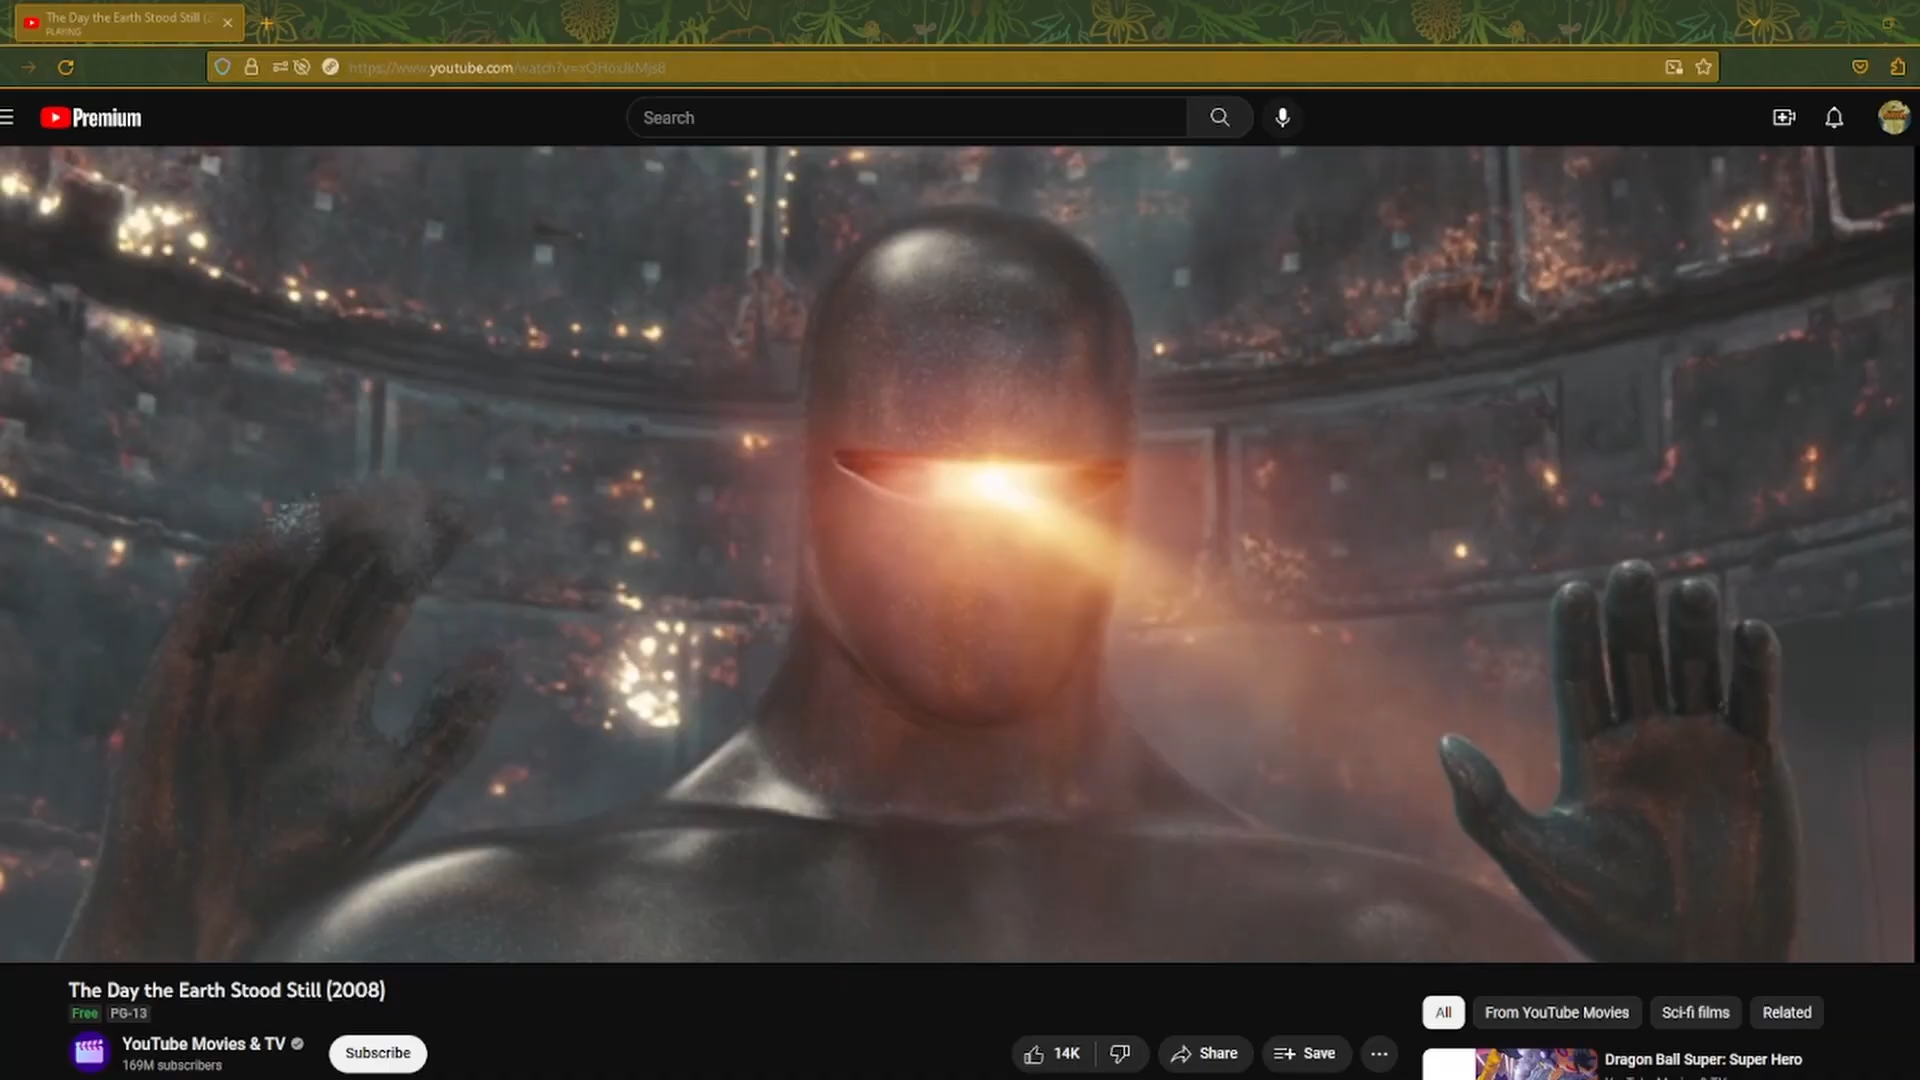 The Day the Earth Stood Still (2
PLAYING
Premium
Search
The Day the Earth Stood Still (2008)
Free PG-13
YouTube Movies & TV
169M subscribers
Subscribe
14K
Share
Save
All
From YouTube Movies
Sci-fi films
Related
Dragon Ball Super: Super Hero